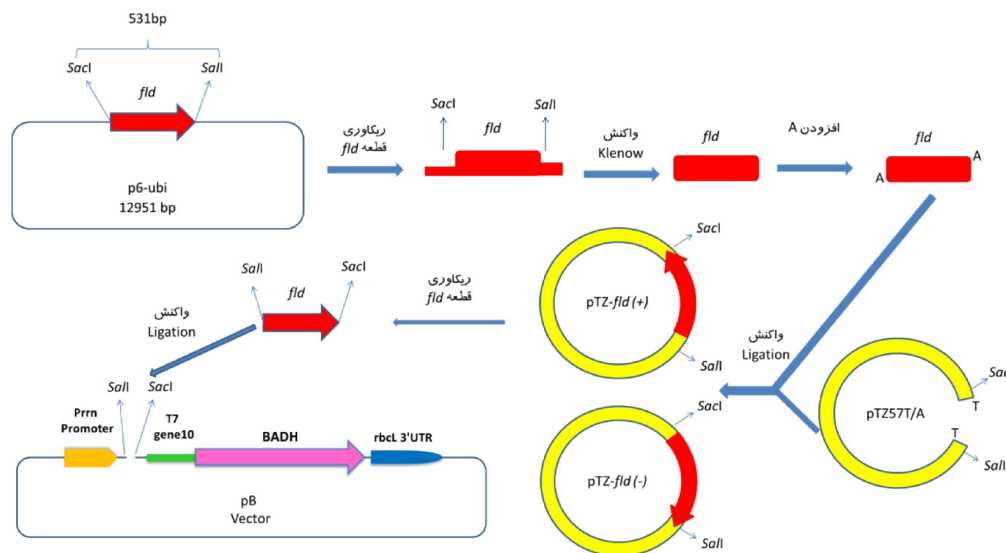 531bp
SacI
SalI
fld
p6-ubi
12951 bp
ریکاوری
قطعه fld
SacI
SalI
fld
واکنش
Klenow
fld
افزودن A
fld
A
A
SalI
SacI
fld
ریکاوری
قطعه fld
SacI
pTZ-fld (+)
SalI
واکنش
Ligation
واکنش
Ligation
SacI
T
pTZ57T/A
T
SalI
SalI
SacI
Prrn
Promoter
T7
gene10
BADH
rbcL 3'UTR
pB
Vector
SacI
pTZ-fld (-)
SalI